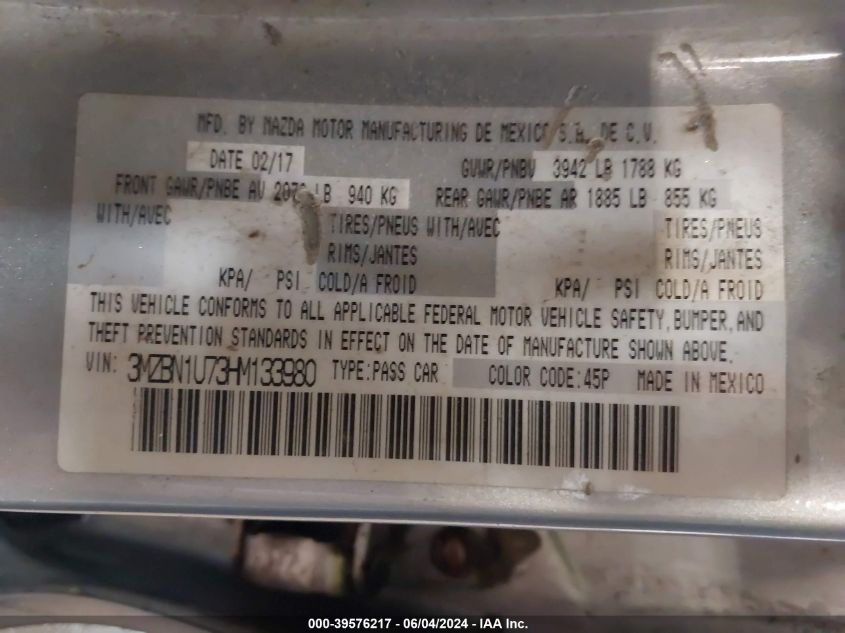 MFD. BY MAZDA MOTOR MANUFACTURING DE MEXICO S.A. DE C.V.
DATE 02/17 GVWR/PNBV 3942 LB 1788 KG
FRONT GAWR/PNBE AV LB 940 KG REAR GAWR/PNBE AR 1885 LB 855 KG
WITH/AVEC TIRES/PNEUS WITH/AVEC TIRES/PNEUS
RIMS/JANTES RIMS/JANTES
KPA/ PSI COLD/A FROID KPA/ PSI COLD/A FROID
THIS VEHICLE CONFORMS TO ALL APPLICABLE FEDERAL MOTOR VEHICLE SAFETY, BUMPER, AND
THEFT PREVENTION STANDARDS IN EFFECT ON THE DATE OF MANUFACTURE SHOWN ABOVE.
VIN: 3MZBN1U73HM133980 TYPE:PASS CAR COLOR CODE:45P MADE IN MEXICO
000-39576217 - 06/04/2024 - IAA Inc.